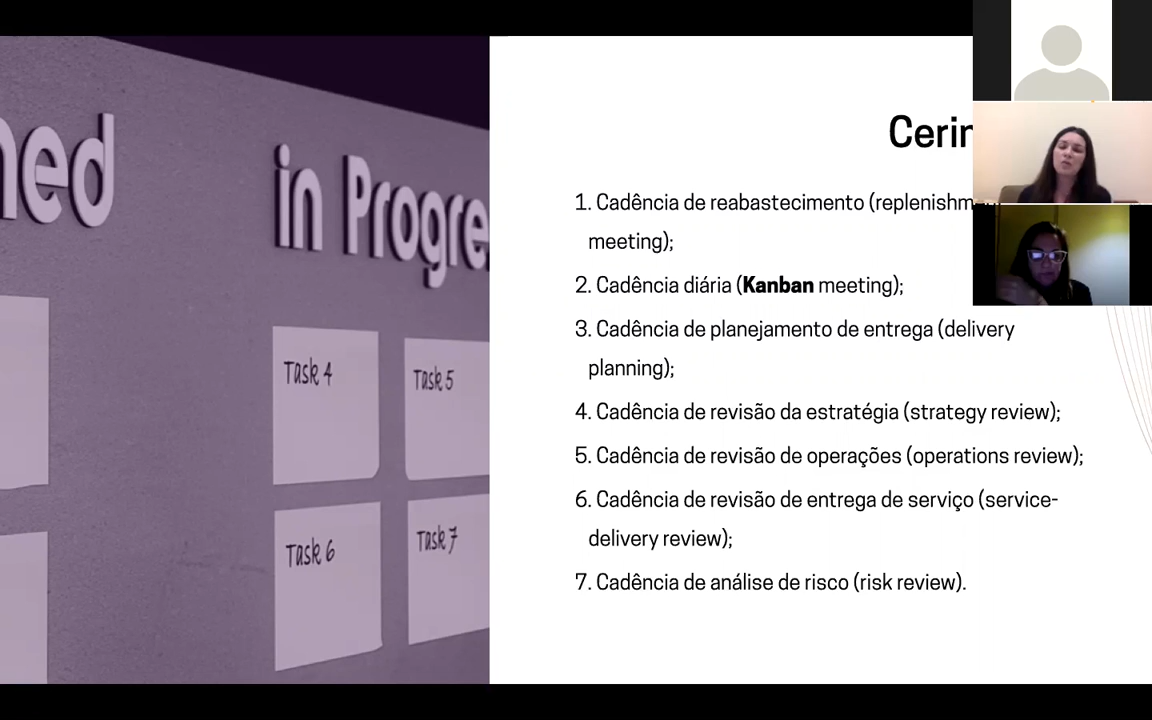 in Progre
Task 4
Task 5
Task 6
Task 7
1. Cadência de reabastecimento
meeting);
2. Cadência diária (Kanban meeting);
3. Cadência de planejamento de entrega (delivery
planning);
4. Cadência de revisão da estratégia (strategy review);
5. Cadência de revisão de operações (operations review);
6. Cadência de revisão de entrega de serviço (service-
delivery review);
7. Cadência de análise de risco (risk review).